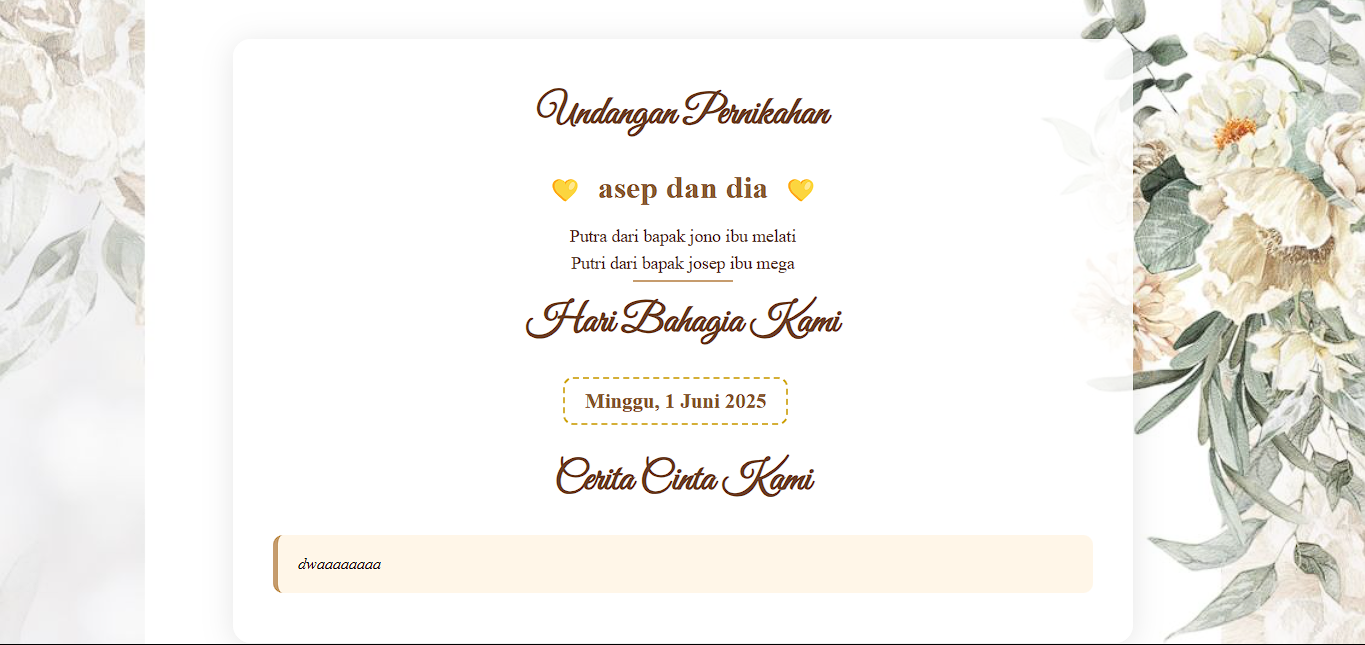 Undangan Pernikahan
💛 asep dan dia 💛
Putra dari bapak jono ibu melati
Putri dari bapak josep ibu mega
Hari Bahagia Kami
Minggu, 1 Juni 2025
Cerita Cinta Kami
dwaaaaaaaa